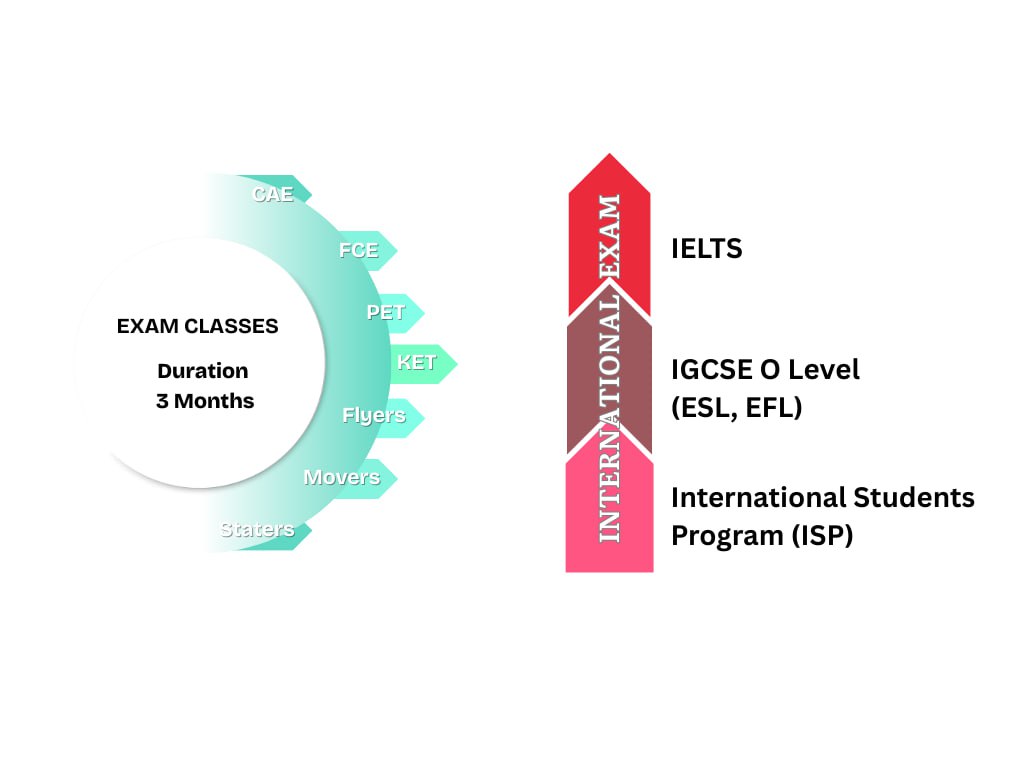 CAE
FCE
PET
KET
Flyers
Movers
Staters
EXAM CLASSES
Duration
3 Months
INTERNATIONAL EXAM
IELTS
IGCSE O Level
(ESL, EFL)
International Students
Program (ISP)